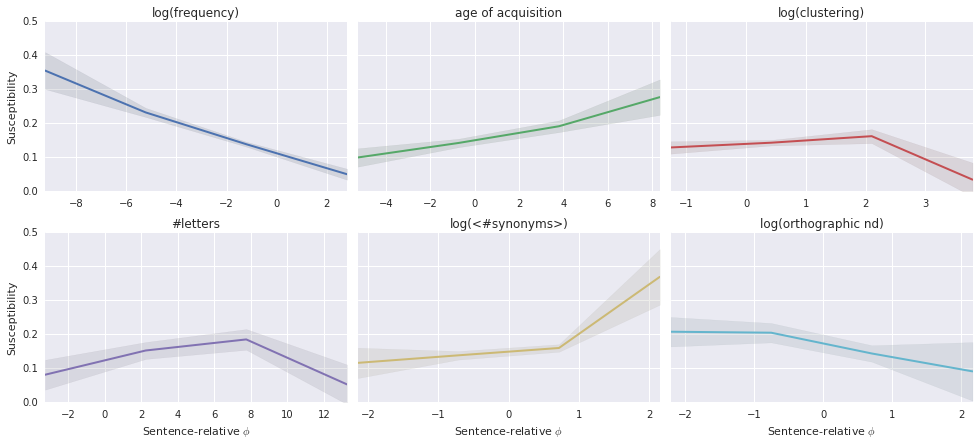 log(frequency) age of acquisition log(clustering)
0.5
0.4
0.3
0.2
0.1
0.0
Susceptibility
−8 −6 −4 −2 0 2 −4 −2 0 2 4 6 8 −1 0 1 2 3
#letters log(<#synonyms>) log(orthographic nd)
0.5
0.4
0.3
0.2
0.1
0.0
Susceptibility
−2 0 2 4 6 8 10 12 −2 −1 0 1 2 −2 −1 0 1 2
Sentence-relative ϕ Sentence-relative ϕ Sentence-relative ϕ